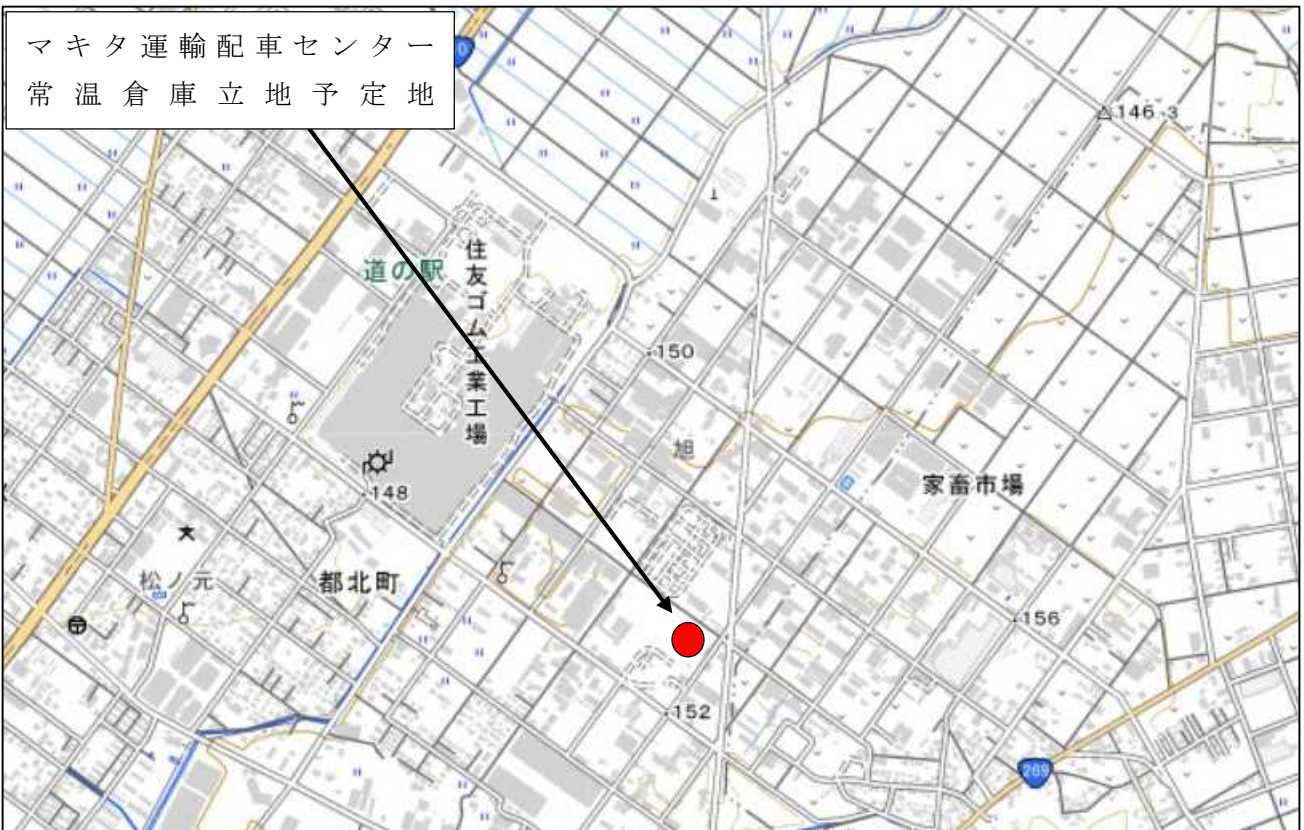 マキタ運輸配車センター
常温倉庫立地予定地
146.3
道の駅
住友ゴム工業工場
150
旭
家畜市場
148
松ノ元
都北町
156
152
269